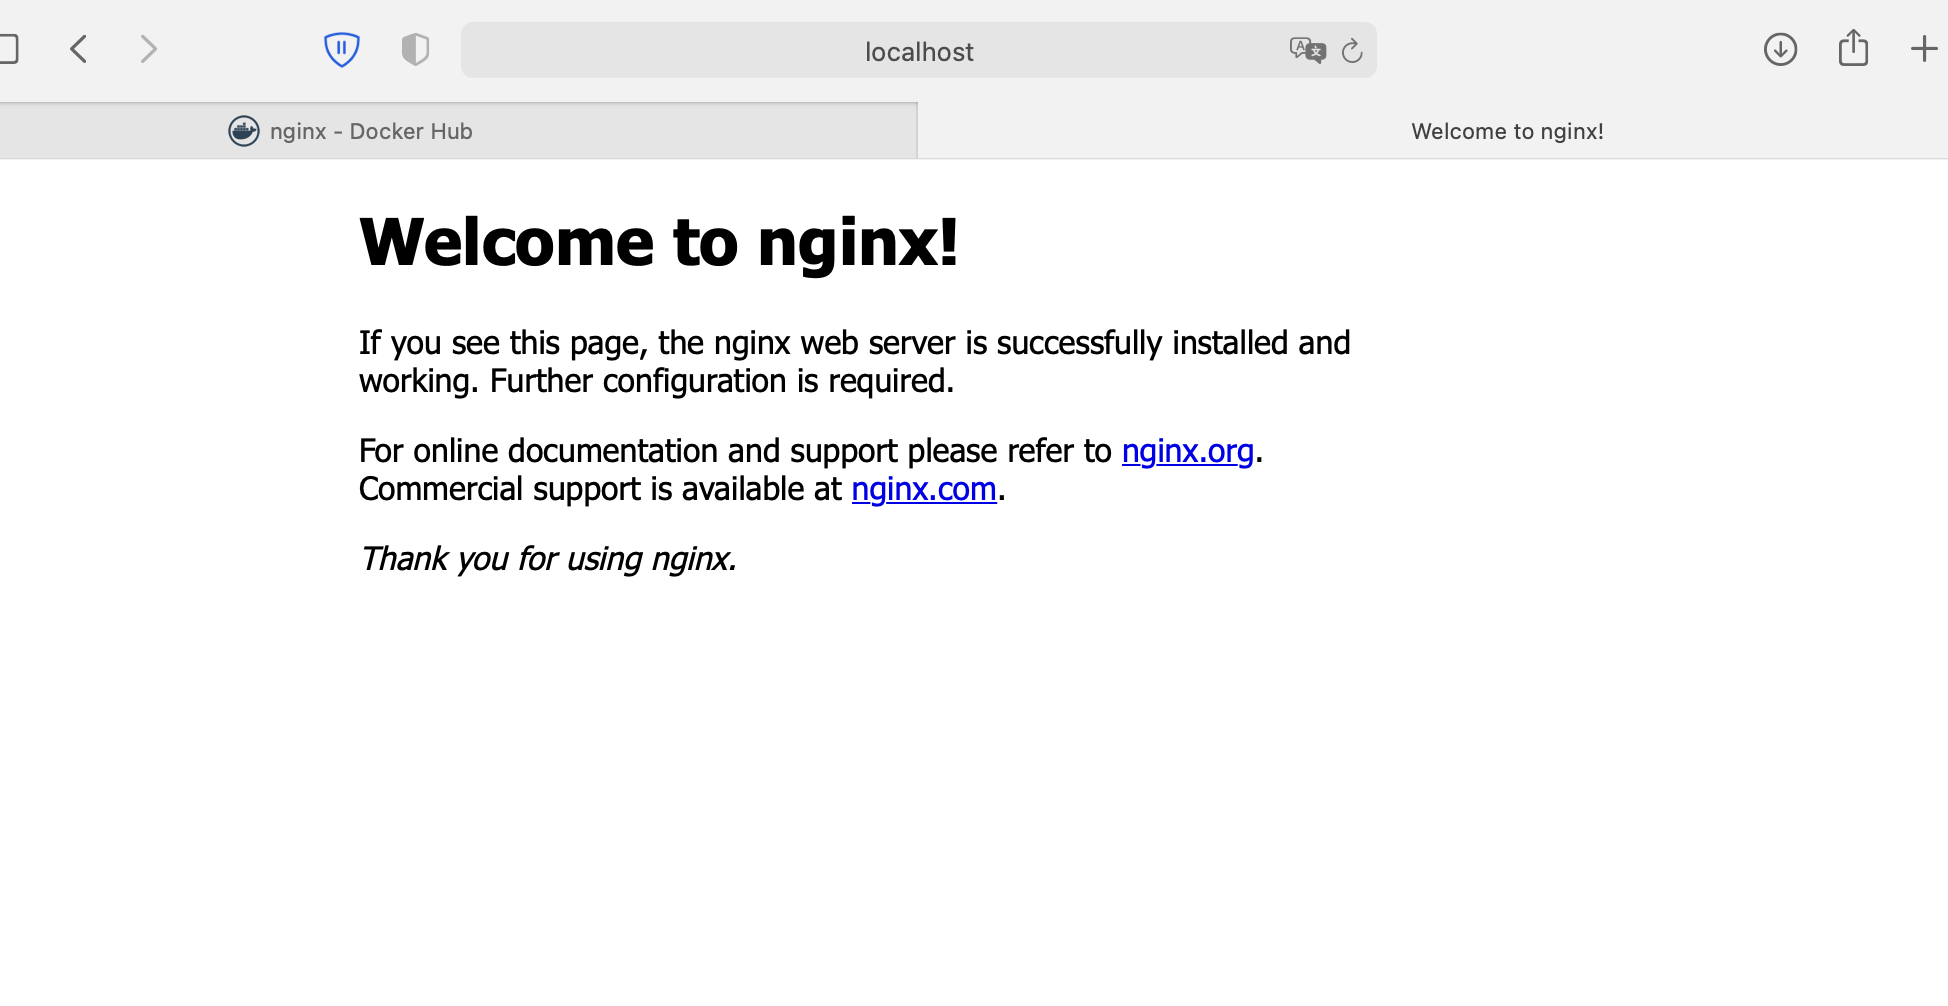 localhost
nginx - Docker Hub
Welcome to nginx!
Welcome to nginx!
If you see this page, the nginx web server is successfully installed and
working. Further configuration is required.
For online documentation and support please refer to nginx.org.
Commercial support is available at nginx.com.
Thank you for using nginx.